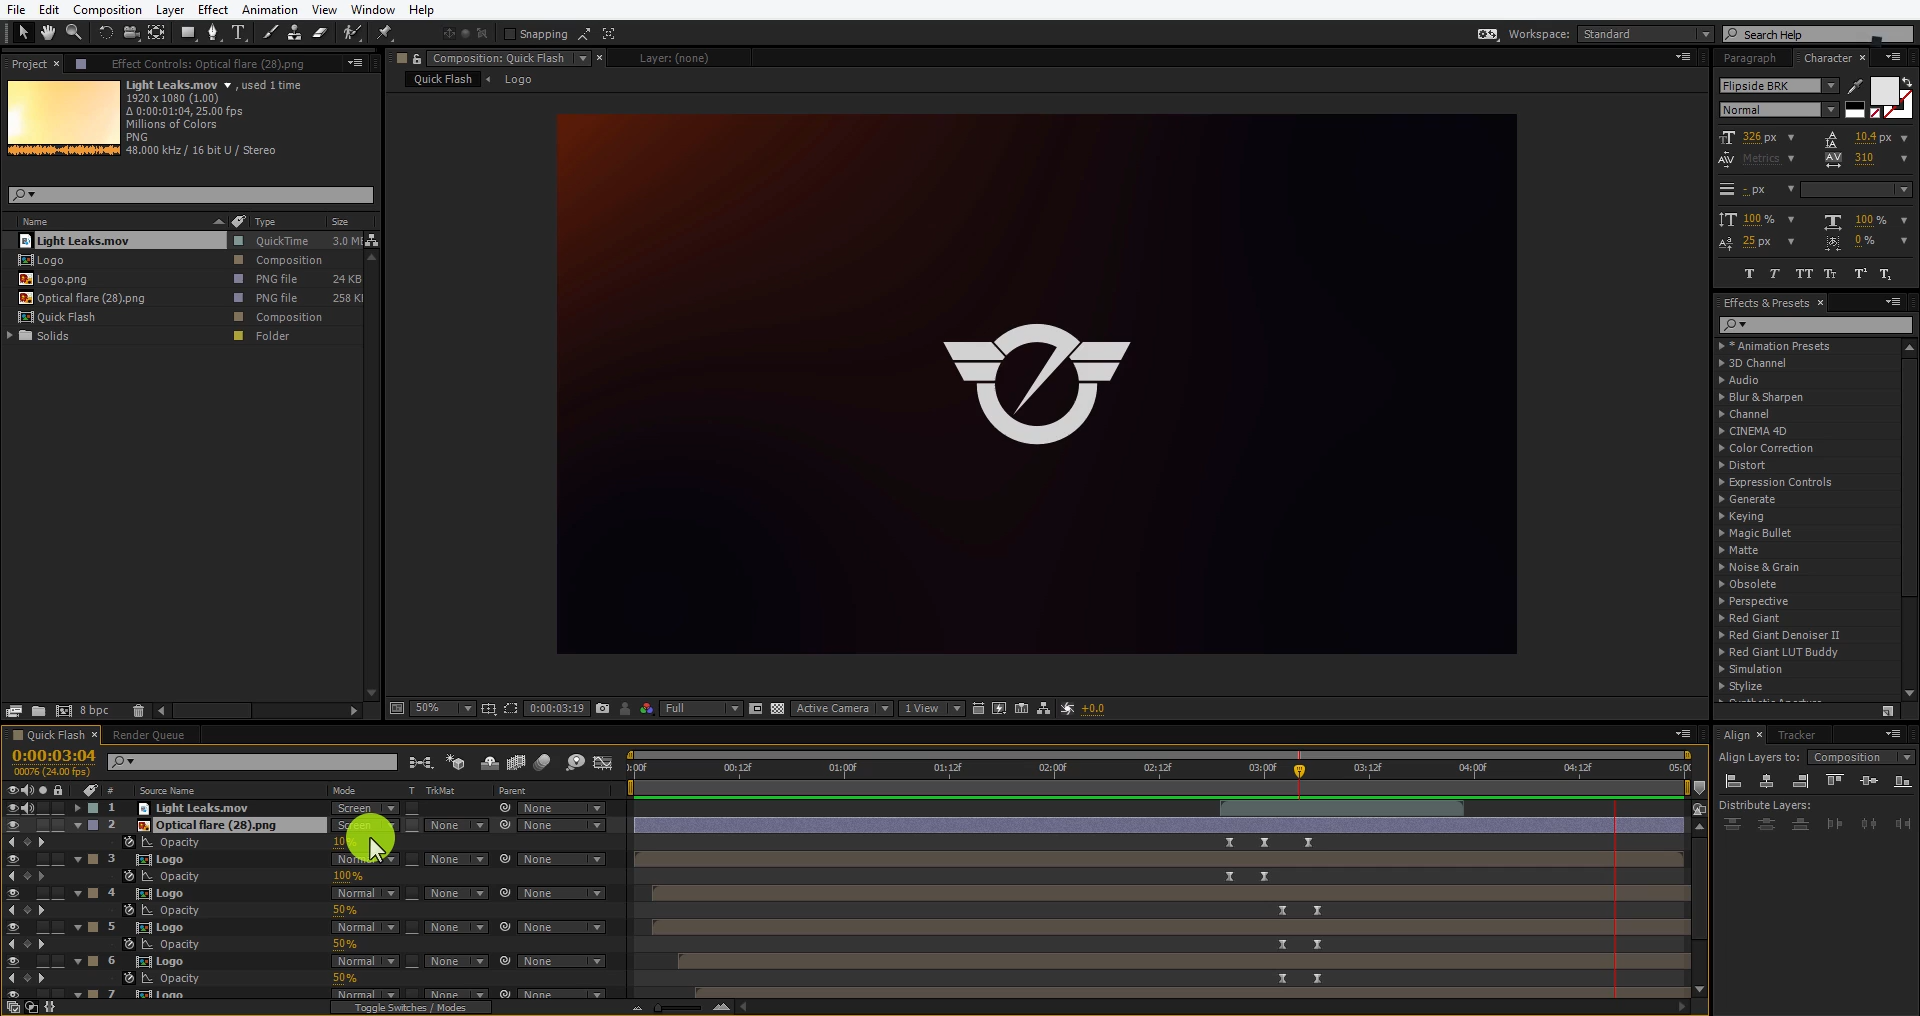 File Edit Composition Layer Effect Animation View Window Help
Snapping
Workspace: Standard
Search Help
Project × Effect Controls: Optical flare (28).png
Composition: Quick Flash ×
Layer: (none)
Quick Flash Logo
Light Leaks.mov ▼ , used 1 time
1920 x 1080 (1.00)
Δ 0:00:01:04, 25.00 fps
Millions of Colors
PNG
48.000 kHz / 16 bit U / Stereo
Name Type Size
Light Leaks.mov QuickTime 3.0 M
Logo Composition
Logo.png PNG file 24 KB
Optical flare (28).png PNG file 258 K
Quick Flash Composition
Solids Folder
8 bpc
50% 0:00:03:19 Full Active Camera 1 View +0.0
Paragraph Character ×
Flipside BRK
Normal
326 px 10.4 px
Metrics 310
- px
100 % 100 %
25 px 0 %
T T TT Tt T¹ T₁
Effects & Presets ×
* Animation Presets
3D Channel
Audio
Blur & Sharpen
Channel
CINEMA 4D
Color Correction
Distort
Expression Controls
Generate
Keying
Magic Bullet
Matte
Noise & Grain
Obsolete
Perspective
Red Giant
Red Giant Denoiser II
Red Giant LUT Buddy
Simulation
Stylize
Quick Flash × Render Queue
0:00:03:04
00076 (24.00 fps)
:00f 00:12f 01:00f 01:12f 02:00f 02:12f 03:00f 03:12f 04:00f 04:12f 05:00
# Source Name Mode T TrkMat Parent
1 Light Leaks.mov Screen None
2 Optical flare (28).png Screen None None
Opacity
3 Logo None None
Opacity 100%
4 Logo Normal None None
Opacity 50%
5 Logo Normal None None
Opacity 50%
6 Logo Normal None None
Opacity 50%
7 Logo Normal None None
Toggle Switches / Modes
Align × Tracker
Align Layers to: Composition
Distribute Layers: